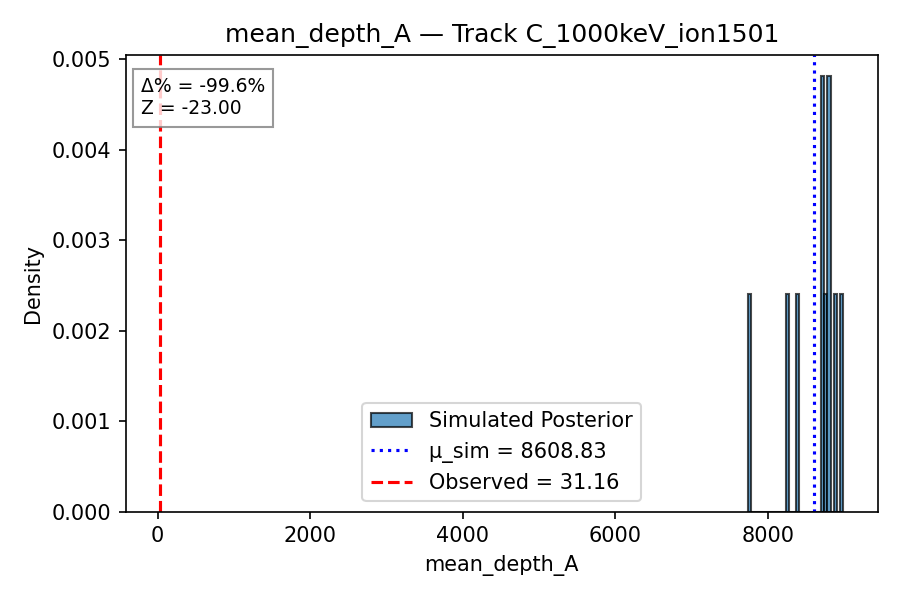 mean_depth_A — Track C_1000keV_ion1501
Δ% = -99.6%
Z = -23.00
Density
0.005
0.004
0.003
0.002
0.001
0.000
Simulated Posterior
μ_sim = 8608.83
Observed = 31.16
0
2000
4000
6000
8000
mean_depth_A